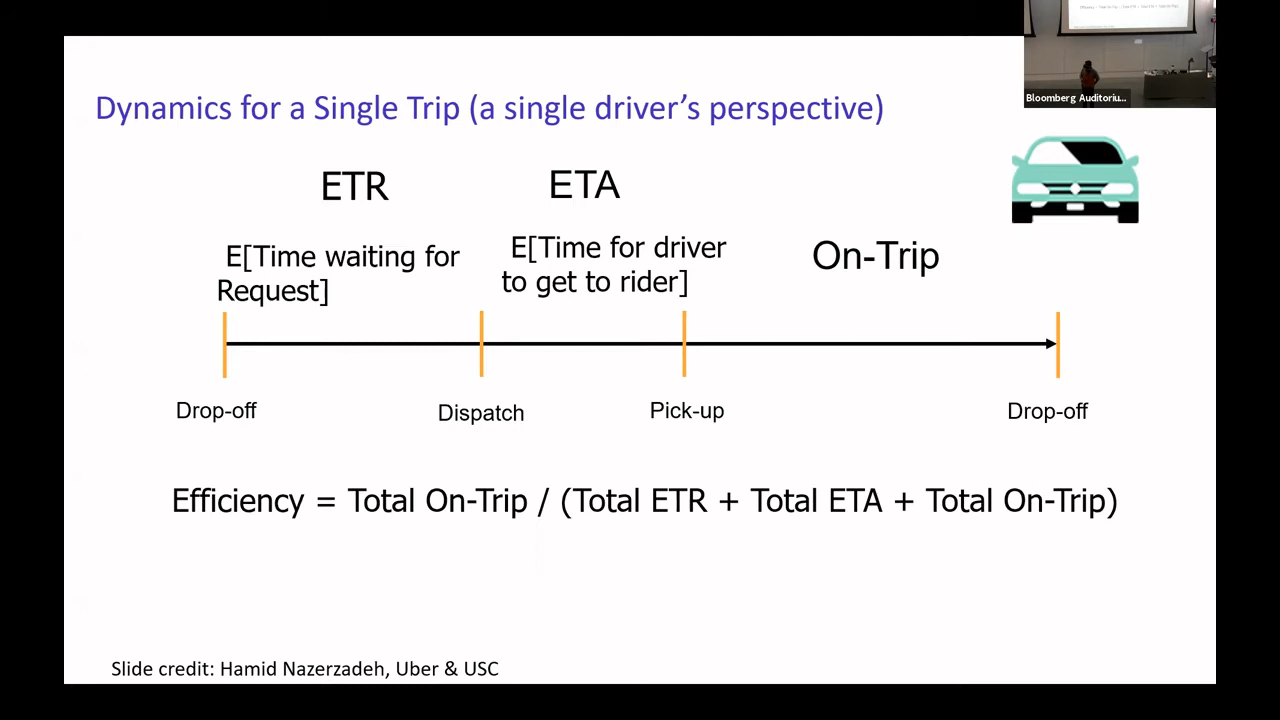 Dynamics for a Single Trip (a single driver's perspective)
Bloomberg Auditoriu...
ETR
ETA
E[Time waiting for
Request]
E[Time for driver
to get to rider]
On-Trip
Drop-off
Dispatch
Pick-up
Drop-off
Efficiency = Total On-Trip / (Total ETR + Total ETA + Total On-Trip)
Slide credit: Hamid Nazerzadeh, Uber & USC